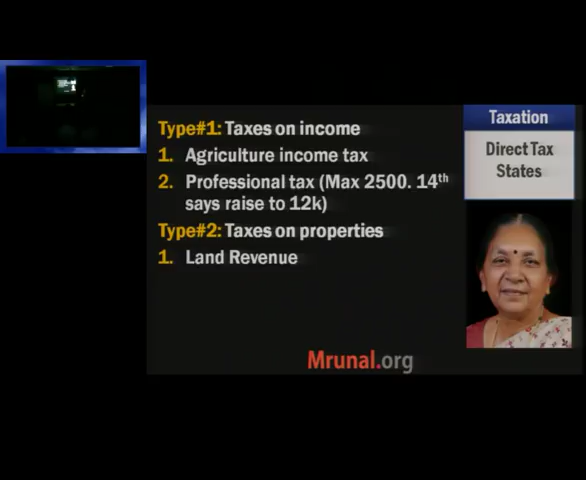 Type#1: Taxes on income
1. Agriculture income tax
2. Professional tax (Max 2500. 14th
says raise to 12k)
Type#2: Taxes on properties
1. Land Revenue
Taxation
Direct Tax
States
Mrunal.org